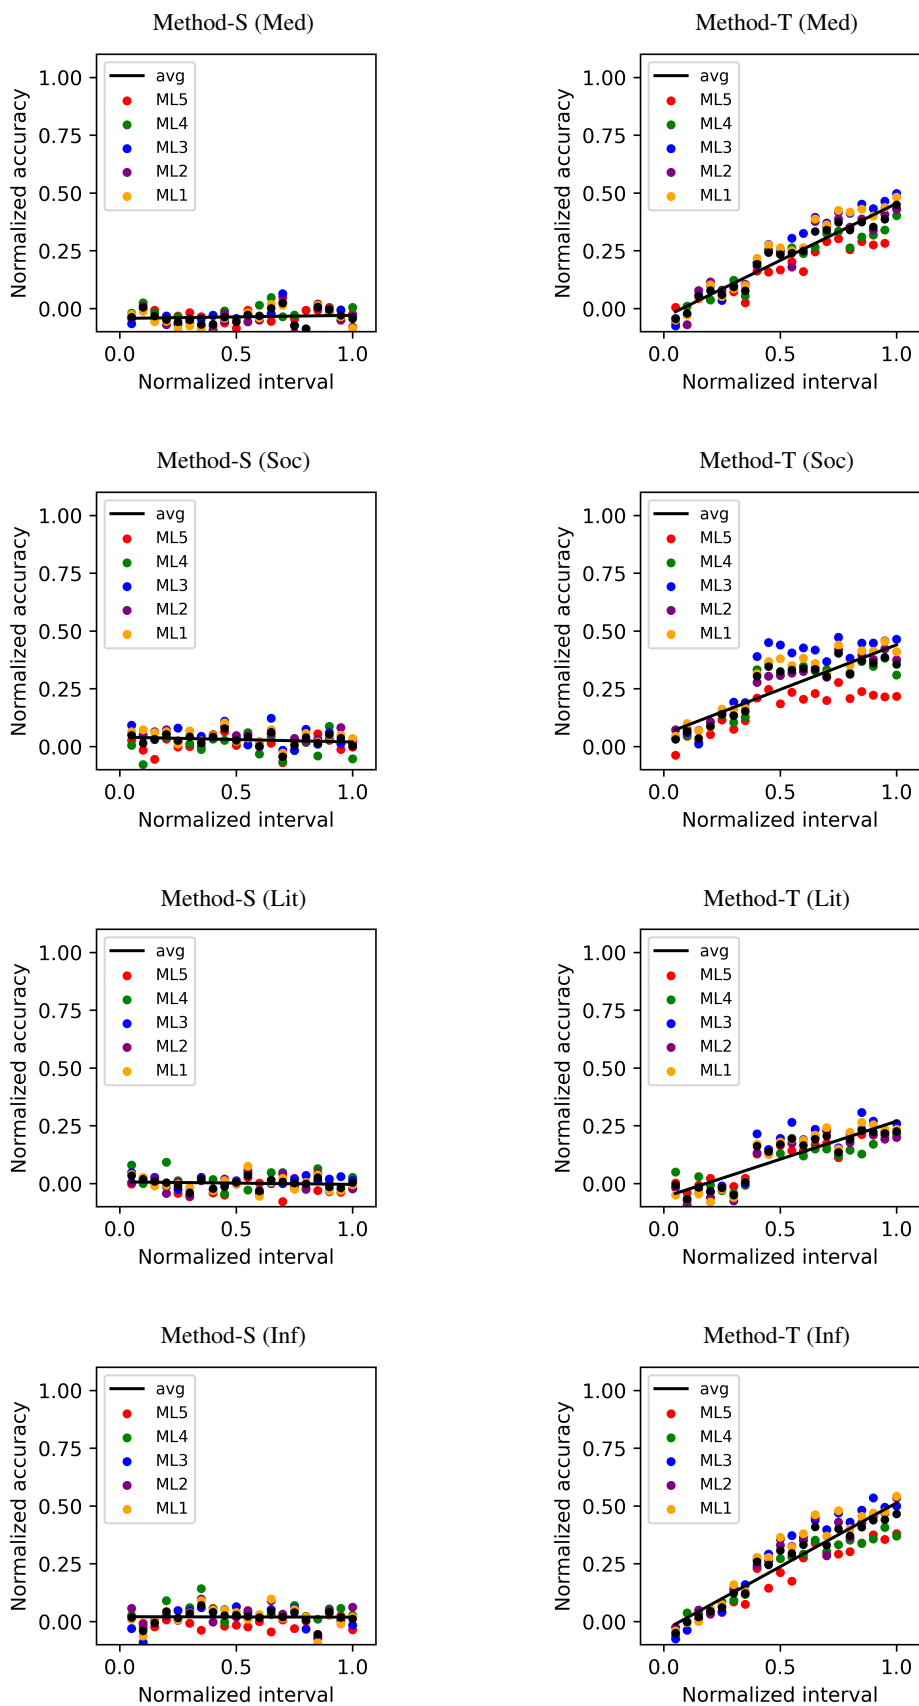 Method-S (Med)
Normalized accuracy
1.00
0.75
0.50
0.25
0.00
avg
ML5
ML4
ML3
ML2
ML1
0.0 0.5 1.0
Normalized interval
Method-T (Med)
Normalized accuracy
1.00
0.75
0.50
0.25
0.00
avg
ML5
ML4
ML3
ML2
ML1
0.0 0.5 1.0
Normalized interval
Method-S (Soc)
Normalized accuracy
1.00
0.75
0.50
0.25
0.00
avg
ML5
ML4
ML3
ML2
ML1
0.0 0.5 1.0
Normalized interval
Method-T (Soc)
Normalized accuracy
1.00
0.75
0.50
0.25
0.00
avg
ML5
ML4
ML3
ML2
ML1
0.0 0.5 1.0
Normalized interval
Method-S (Lit)
Normalized accuracy
1.00
0.75
0.50
0.25
0.00
avg
ML5
ML4
ML3
ML2
ML1
0.0 0.5 1.0
Normalized interval
Method-T (Lit)
Normalized accuracy
1.00
0.75
0.50
0.25
0.00
avg
ML5
ML4
ML3
ML2
ML1
0.0 0.5 1.0
Normalized interval
Method-S (Inf)
Normalized accuracy
1.00
0.75
0.50
0.25
0.00
avg
ML5
ML4
ML3
ML2
ML1
0.0 0.5 1.0
Normalized interval
Method-T (Inf)
Normalized accuracy
1.00
0.75
0.50
0.25
0.00
avg
ML5
ML4
ML3
ML2
ML1
0.0 0.5 1.0
Normalized interval